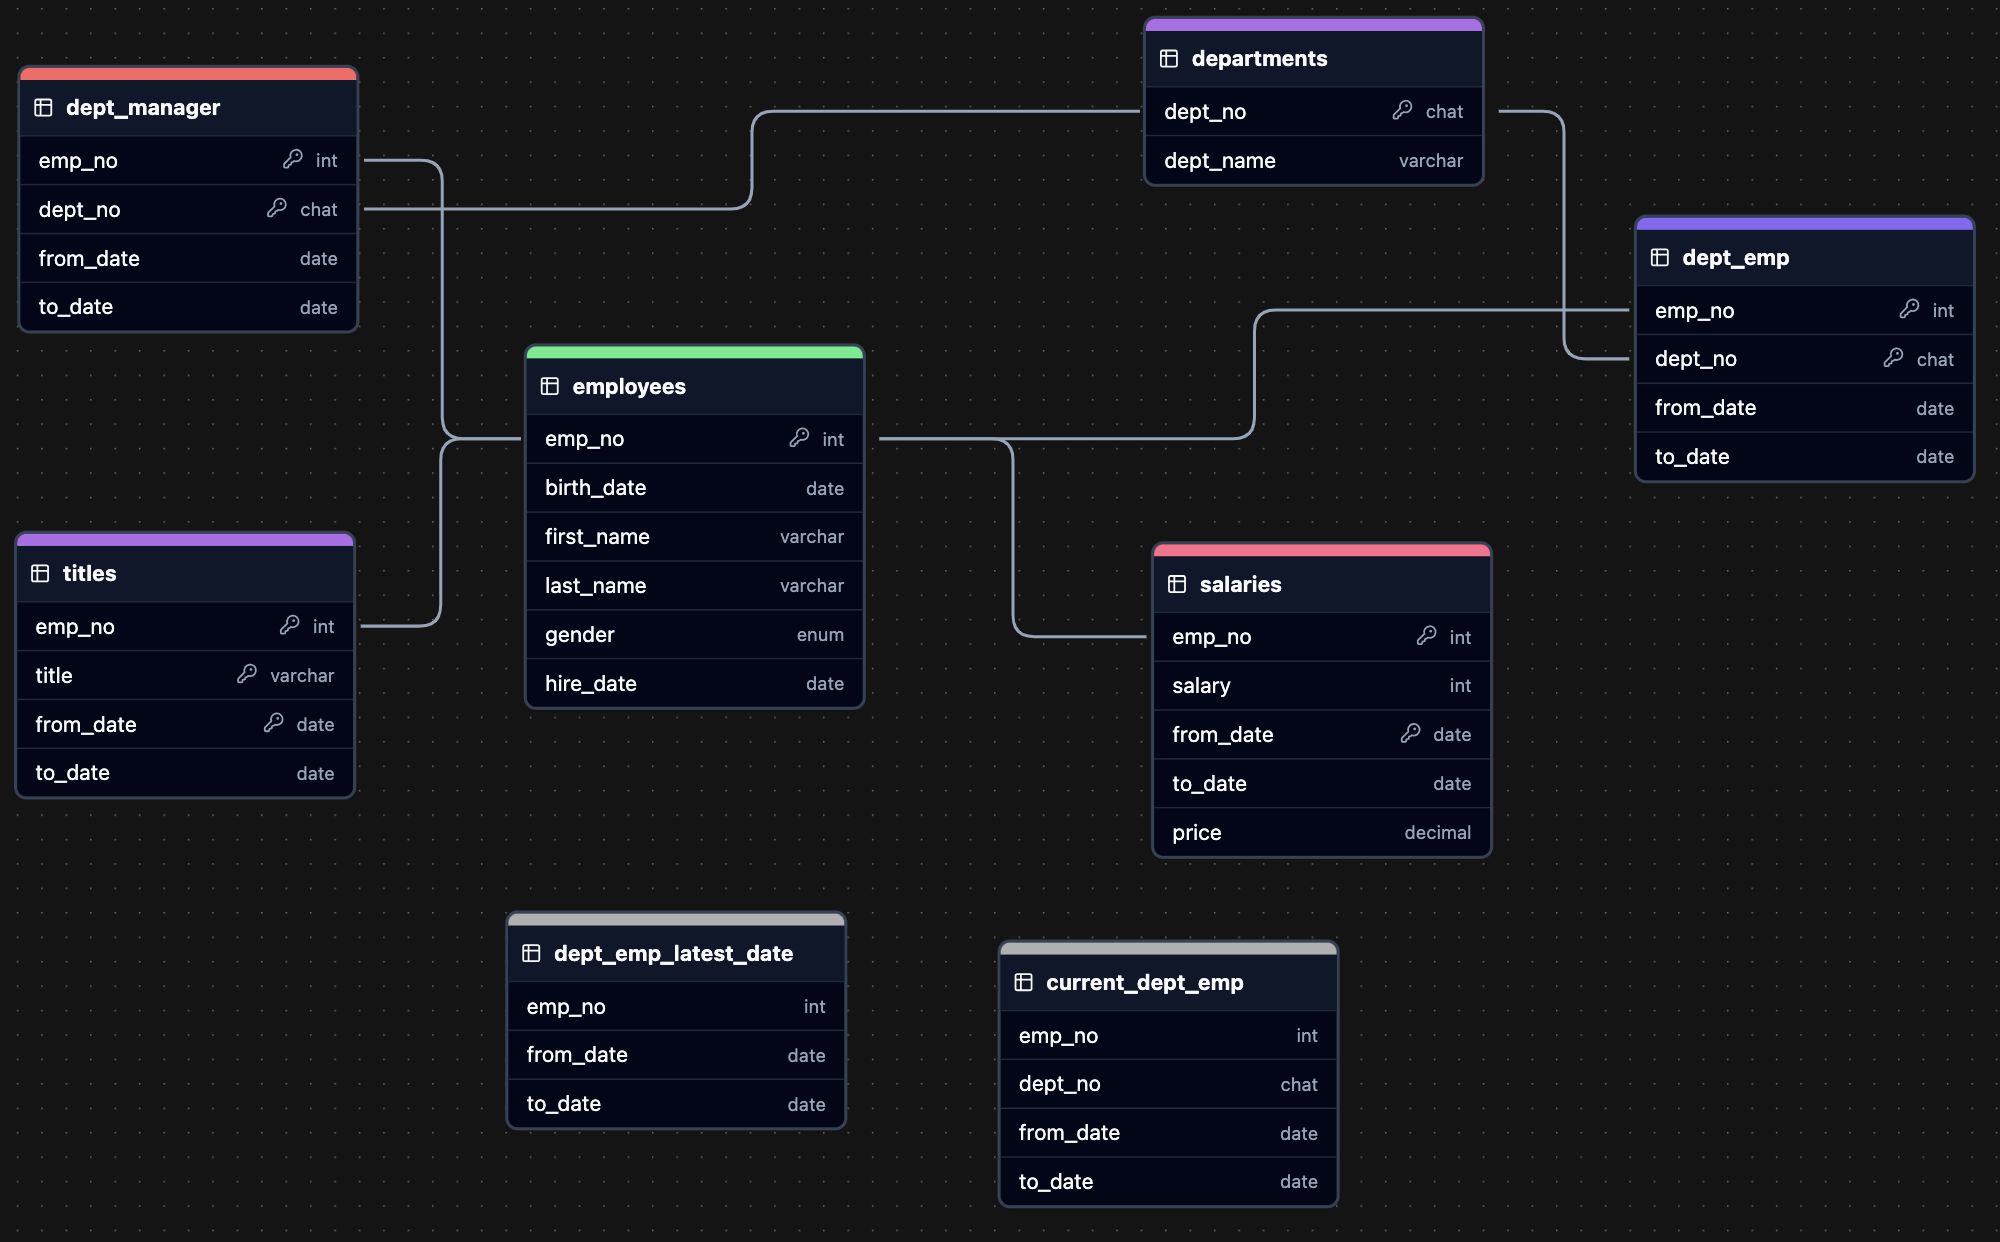 departments
dept_no chat
dept_name varchar
dept_manager
emp_no int
dept_no chat
from_date date
to_date date
dept_emp
emp_no int
dept_no chat
from_date date
to_date date
employees
emp_no int
birth_date date
first_name varchar
last_name varchar
gender enum
hire_date date
titles
emp_no int
title varchar
from_date date
to_date date
salaries
emp_no int
salary int
from_date date
to_date date
price decimal
dept_emp_latest_date
emp_no int
from_date date
to_date date
current_dept_emp
emp_no int
dept_no chat
from_date date
to_date date